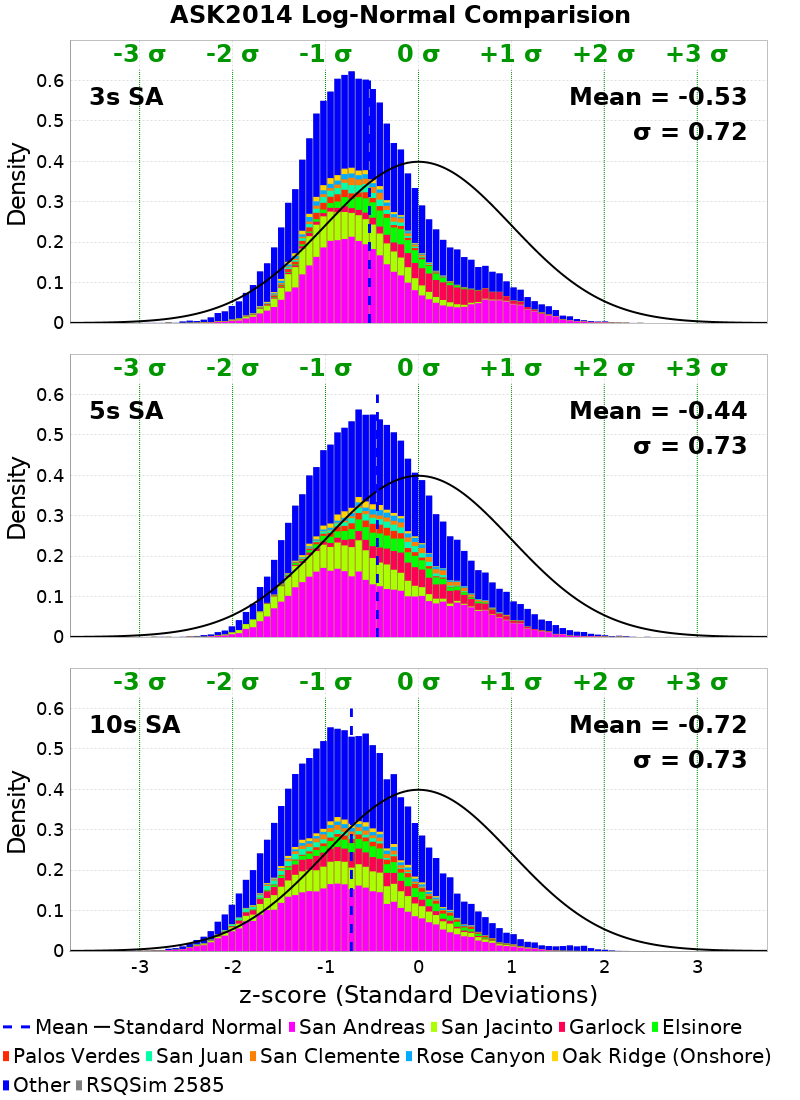 ASK2014 Log-Normal Comparision
-3 σ -2 σ -1 σ 0 σ +1 σ +2 σ +3 σ
3s SA
Mean = -0.53
σ = 0.72
Density
0.6
0.5
0.4
0.3
0.2
0.1
0
-3 σ -2 σ -1 σ 0 σ +1 σ +2 σ +3 σ
5s SA
Mean = -0.44
σ = 0.73
Density
0.6
0.5
0.4
0.3
0.2
0.1
0
-3 σ -2 σ -1 σ 0 σ +1 σ +2 σ +3 σ
10s SA
Mean = -0.72
σ = 0.73
Density
0.6
0.5
0.4
0.3
0.2
0.1
0
-3 -2 -1 0 1 2 3
z-score (Standard Deviations)
Mean Standard Normal San Andreas San Jacinto Garlock Elsinore
Palos Verdes San Juan San Clemente Rose Canyon Oak Ridge (Onshore)
Other RSQSim 2585